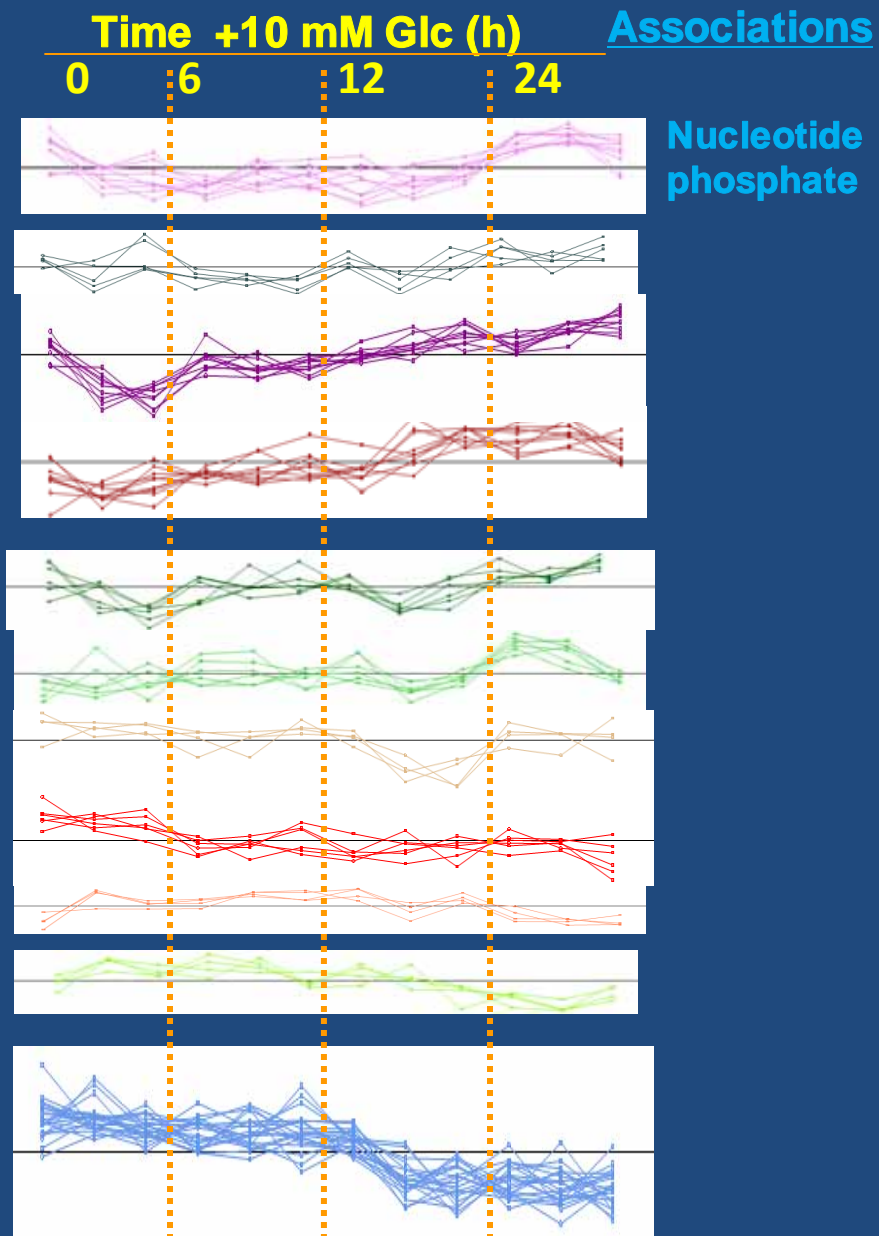 Time +10 mM Glc (h)
Associations
0 6 12 24
Nucleotide
phosphate